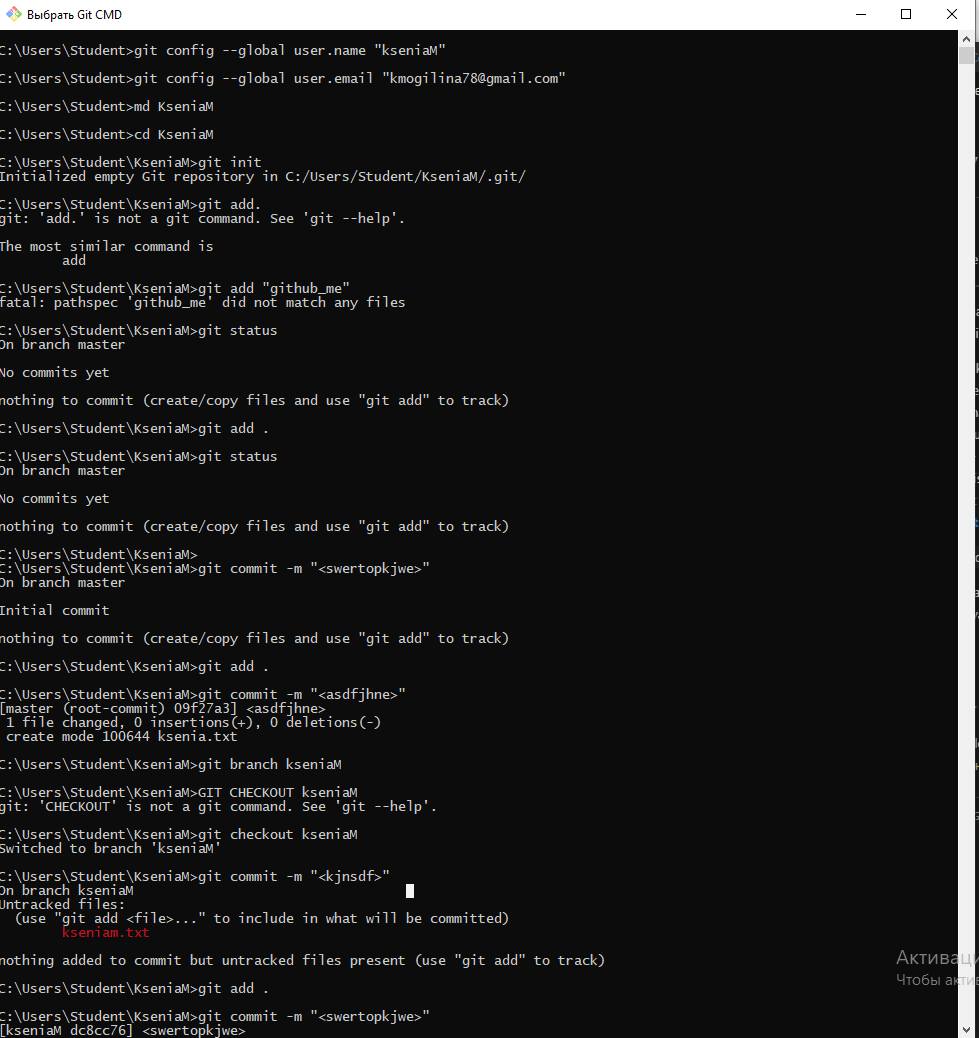 Выбрать Git CMD
C:\Users\Student>git config --global user.name "kseniaM"
C:\Users\Student>git config --global user.email "kmogilina78@gmail.com"
C:\Users\Student>md KseniaM
C:\Users\Student>cd KseniaM
C:\Users\Student\KseniaM>git init
Initialized empty Git repository in C:/Users/Student/KseniaM/.git/
C:\Users\Student\KseniaM>git add.
git: 'add.' is not a git command. See 'git --help'.
The most similar command is
add
C:\Users\Student\KseniaM>git add "github_me"
fatal: pathspec 'github_me' did not match any files
C:\Users\Student\KseniaM>git status
On branch master
No commits yet
nothing to commit (create/copy files and use "git add" to track)
C:\Users\Student\KseniaM>git add .
C:\Users\Student\KseniaM>git status
On branch master
No commits yet
nothing to commit (create/copy files and use "git add" to track)
C:\Users\Student\KseniaM>
C:\Users\Student\KseniaM>git commit -m "<swertopkjwe>"
On branch master
Initial commit
nothing to commit (create/copy files and use "git add" to track)
C:\Users\Student\KseniaM>git add .
C:\Users\Student\KseniaM>git commit -m "<asdfjhne>"
[master (root-commit) 09f27a3] <asdfjhne>
1 file changed, 0 insertions(+), 0 deletions(-)
create mode 100644 ksenia.txt
C:\Users\Student\KseniaM>git branch kseniaM
C:\Users\Student\KseniaM>GIT CHECKOUT kseniaM
git: 'CHECKOUT' is not a git command. See 'git --help'.
C:\Users\Student\KseniaM>git checkout kseniaM
Switched to branch 'kseniaM'
C:\Users\Student\KseniaM>git commit -m "<kjnsdf>"
On branch kseniaM
Untracked files:
(use "git add <file>..." to include in what will be committed)
kseniam.txt
nothing added to commit but untracked files present (use "git add" to track)
Активаци
Чтобы актив
C:\Users\Student\KseniaM>git add .
C:\Users\Student\KseniaM>git commit -m "<swertopkjwe>"
[kseniaM dc8cc76] <swertopkjwe>